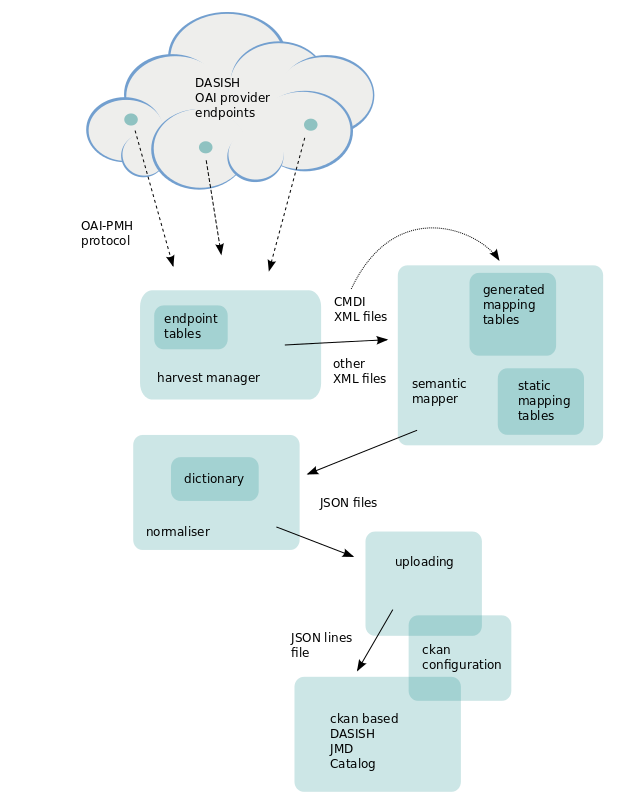 DASISH
OAI provider
endpoints
OAI-PMH
protocol
endpoint
tables
harvest manager
CMDI
XML files
other
XML files
generated
mapping
tables
semantic
mapper
static
mapping
tables
dictionary
normaliser
JSON files
uploading
JSON lines
file
ckan
configuration
ckan based
DASISH
JMD
Catalog